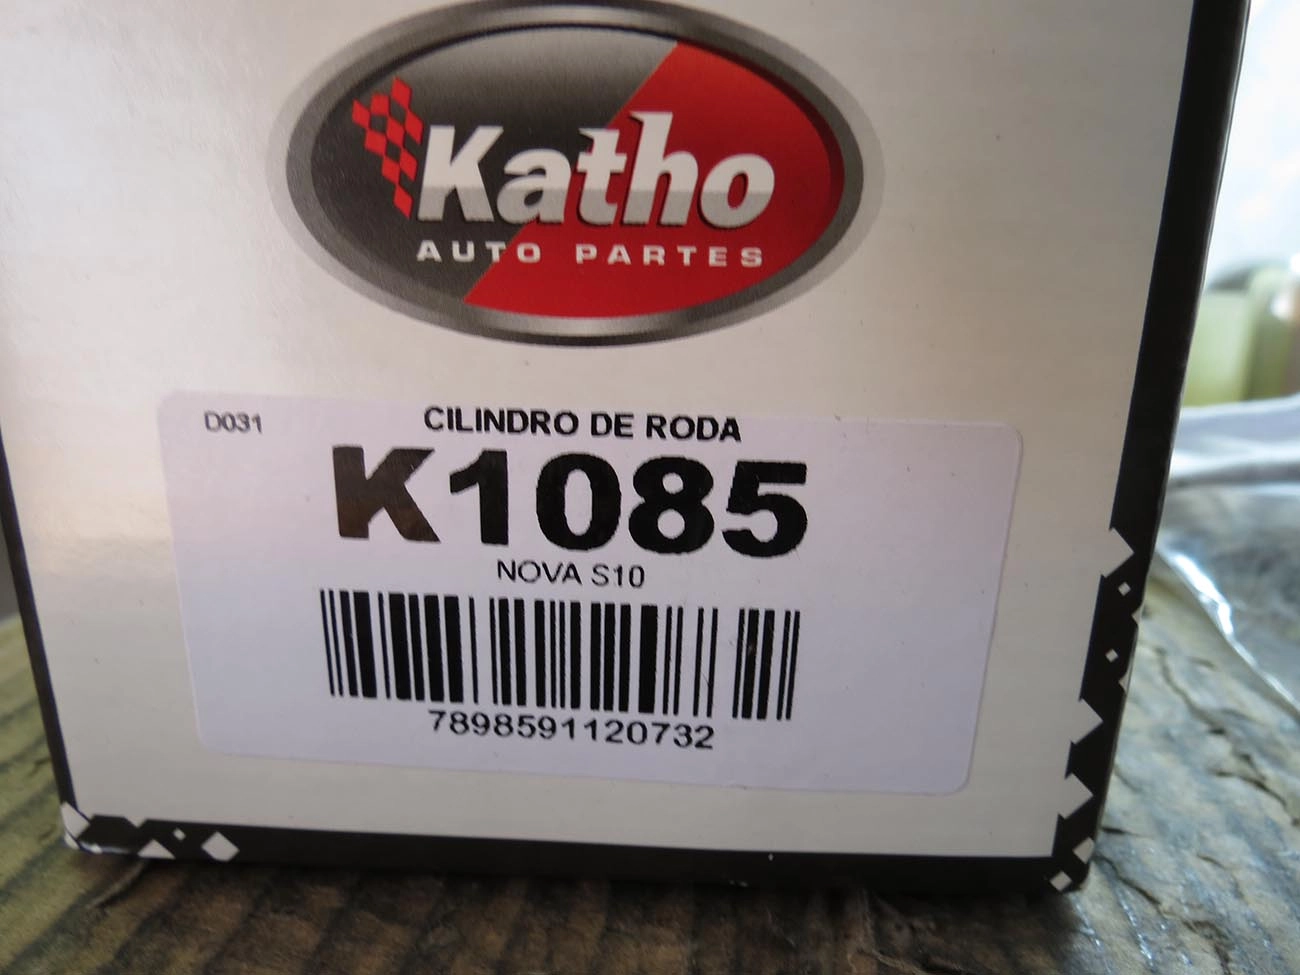 Katho
AUTO PARTES
D031
CILINDRO DE RODA
K1085
NOVA S10
7898591120732